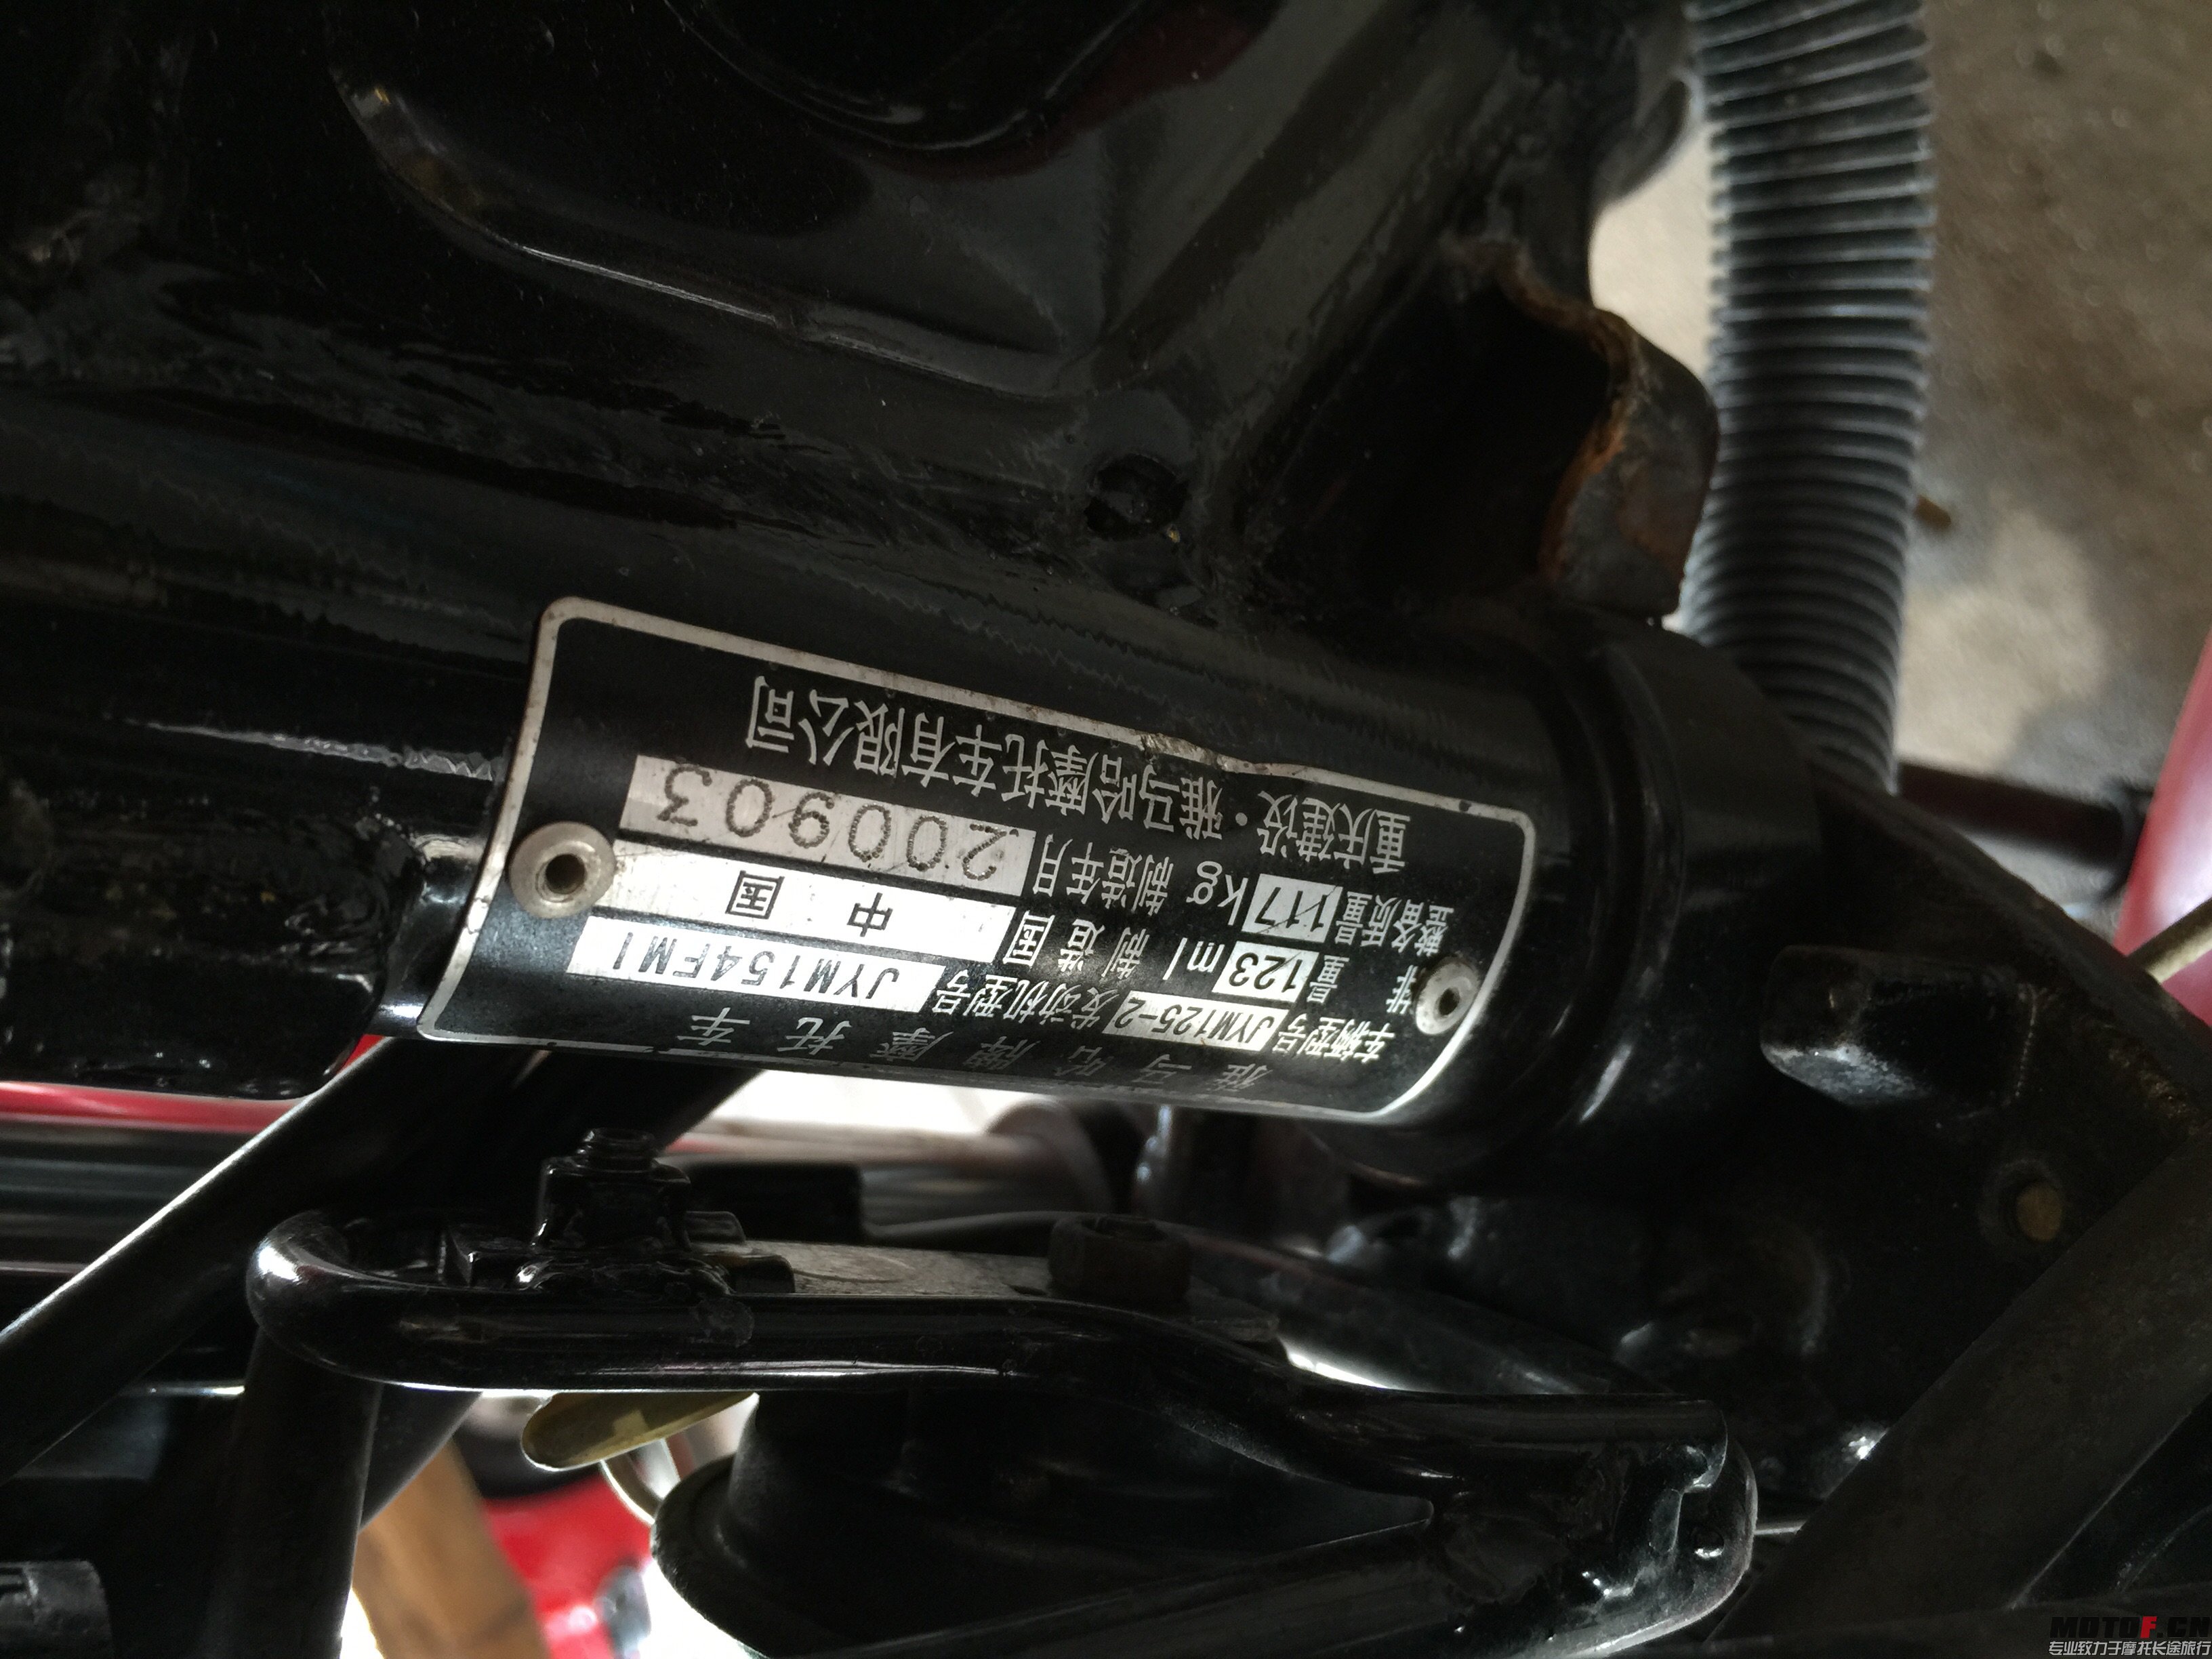 雅马哈牌摩托车
车辆型号 JYM125-2 发动机型号 JYM154FMI
排量 123 ml 制造国 中国
整备质量 117 kg 制造年月 200903
重庆建设·雅马哈摩托车有限公司
MOTOF.CN
专业致力于摩托长途旅行